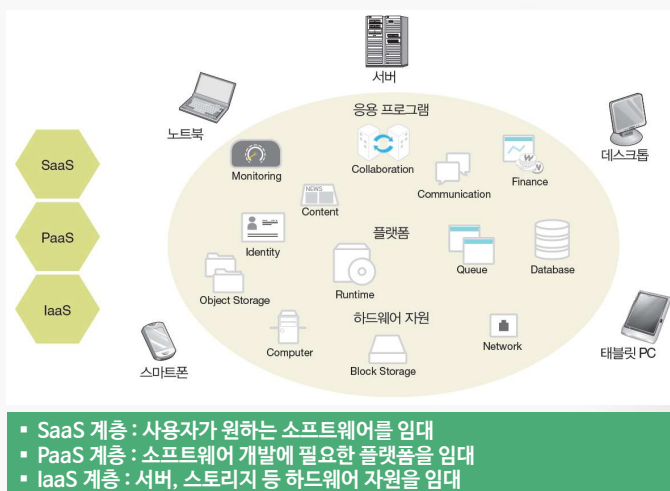 서버
노트북
응용 프로그램
데스크톱
SaaS
Monitoring
Collaboration
Communication
Finance
NEWS
Content
PaaS
Identity
플랫폼
Queue
Database
Object Storage
Runtime
IaaS
하드웨어 자원
Computer
Network
Block Storage
스마트폰
태블릿 PC
▪ SaaS 계층 : 사용자가 원하는 소프트웨어를 임대
▪ PaaS 계층 : 소프트웨어 개발에 필요한 플랫폼을 임대
▪ IaaS 계층 : 서버, 스토리지 등 하드웨어 자원을 임대